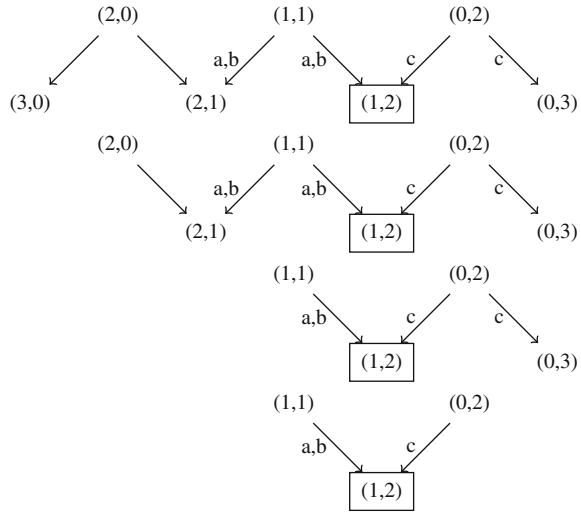 (2,0) (1,1) (0,2)
a,b a,b c c
(3,0) (2,1) (1,2) (0,3)
(2,0) (1,1) (0,2)
a,b a,b c c
(2,1) (1,2) (0,3)
(1,1) (0,2)
a,b c c
(1,2) (0,3)
(1,1) (0,2)
a,b c
(1,2)